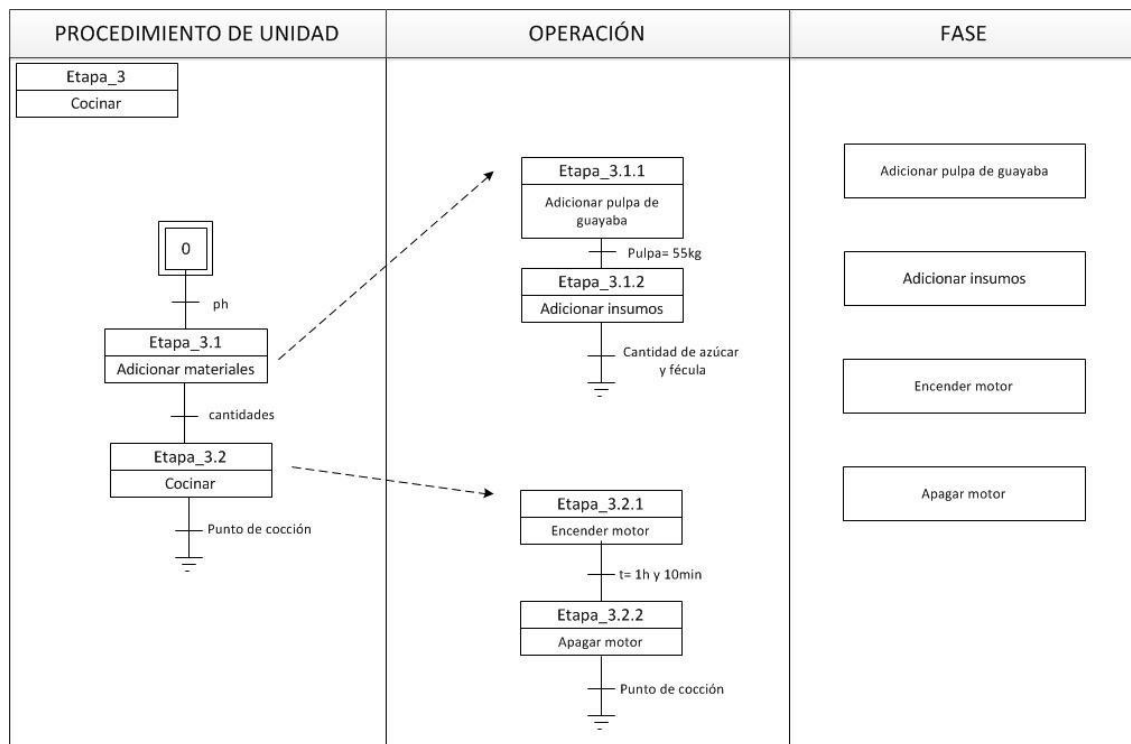 PROCEDIMIENTO DE UNIDAD
OPERACIÓN
FASE
Etapa_3
Cocinar
0
ph
Etapa_3.1
Adicionar materiales
cantidades
Etapa_3.2
Cocinar
Punto de cocción
Etapa_3.1.1
Adicionar pulpa de
guayaba
Pulpa= 55kg
Etapa_3.1.2
Adicionar insumos
Cantidad de azúcar
y fécula
Etapa_3.2.1
Encender motor
t= 1h y 10min
Etapa_3.2.2
Apagar motor
Punto de cocción
Adicionar pulpa de guayaba
Adicionar insumos
Encender motor
Apagar motor